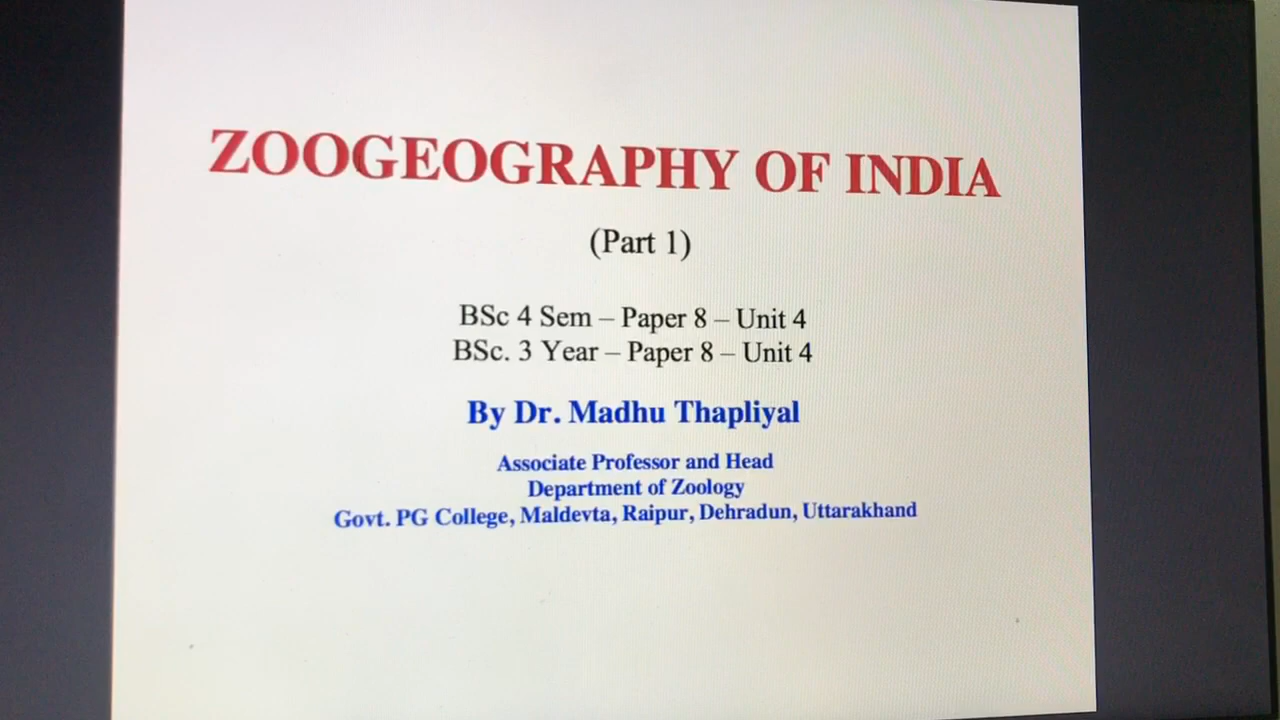 ZOOGEOGRAPHY OF INDIA
(Part 1)
BSc 4 Sem – Paper 8 – Unit 4
BSc. 3 Year – Paper 8 – Unit 4
By Dr. Madhu Thapliyal
Associate Professor and Head
Department of Zoology
Govt. PG College, Maldevta, Raipur, Dehradun, Uttarakhand